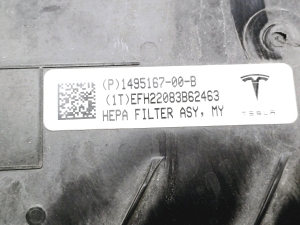 (P)1495167-00-B
(1T)EFH22083B62463
HEPA FILTER ASY, MY
TESLA